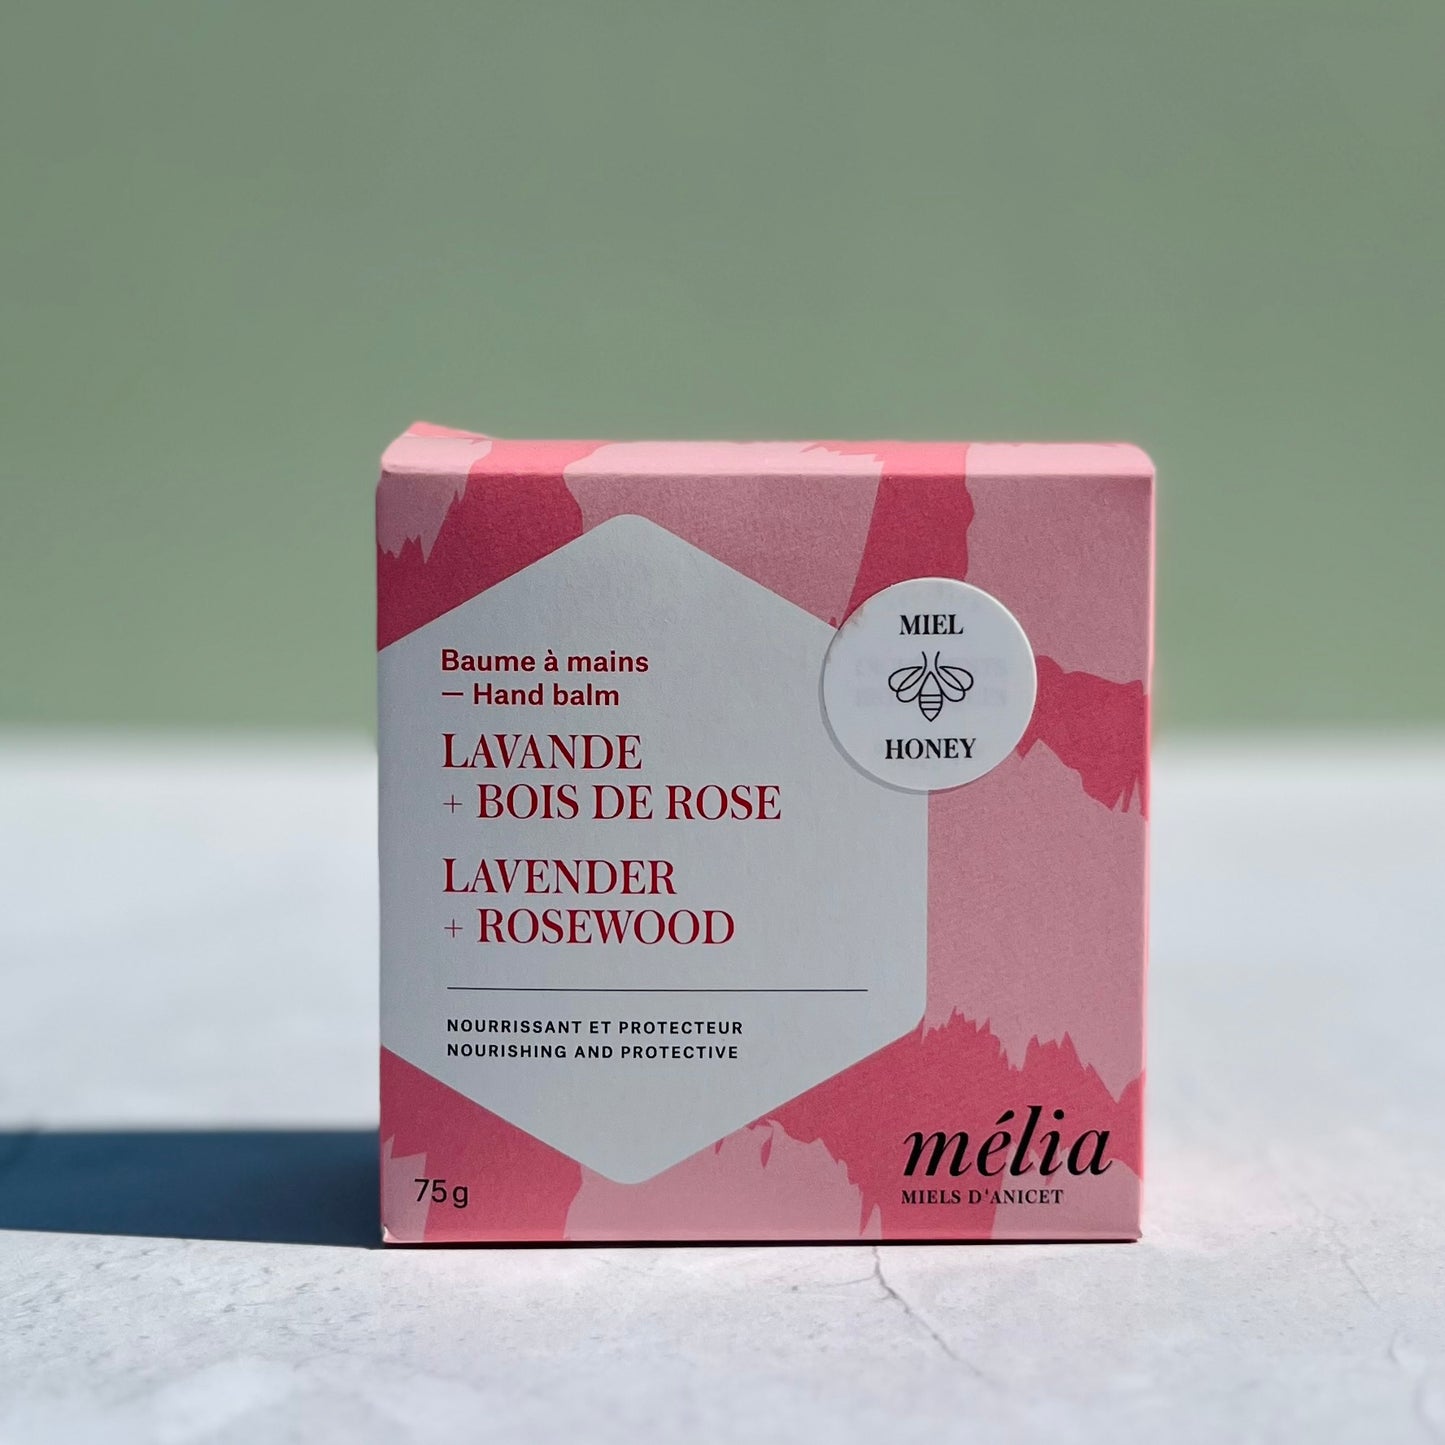 Baume à mains
— Hand balm
LAVANDE
+ BOIS DE ROSE
LAVENDER
+ ROSEWOOD
NOURRISSANT ET PROTECTEUR
NOURISHING AND PROTECTIVE
75 g
MIEL
HONEY
mélia
MIELS D'ANICET